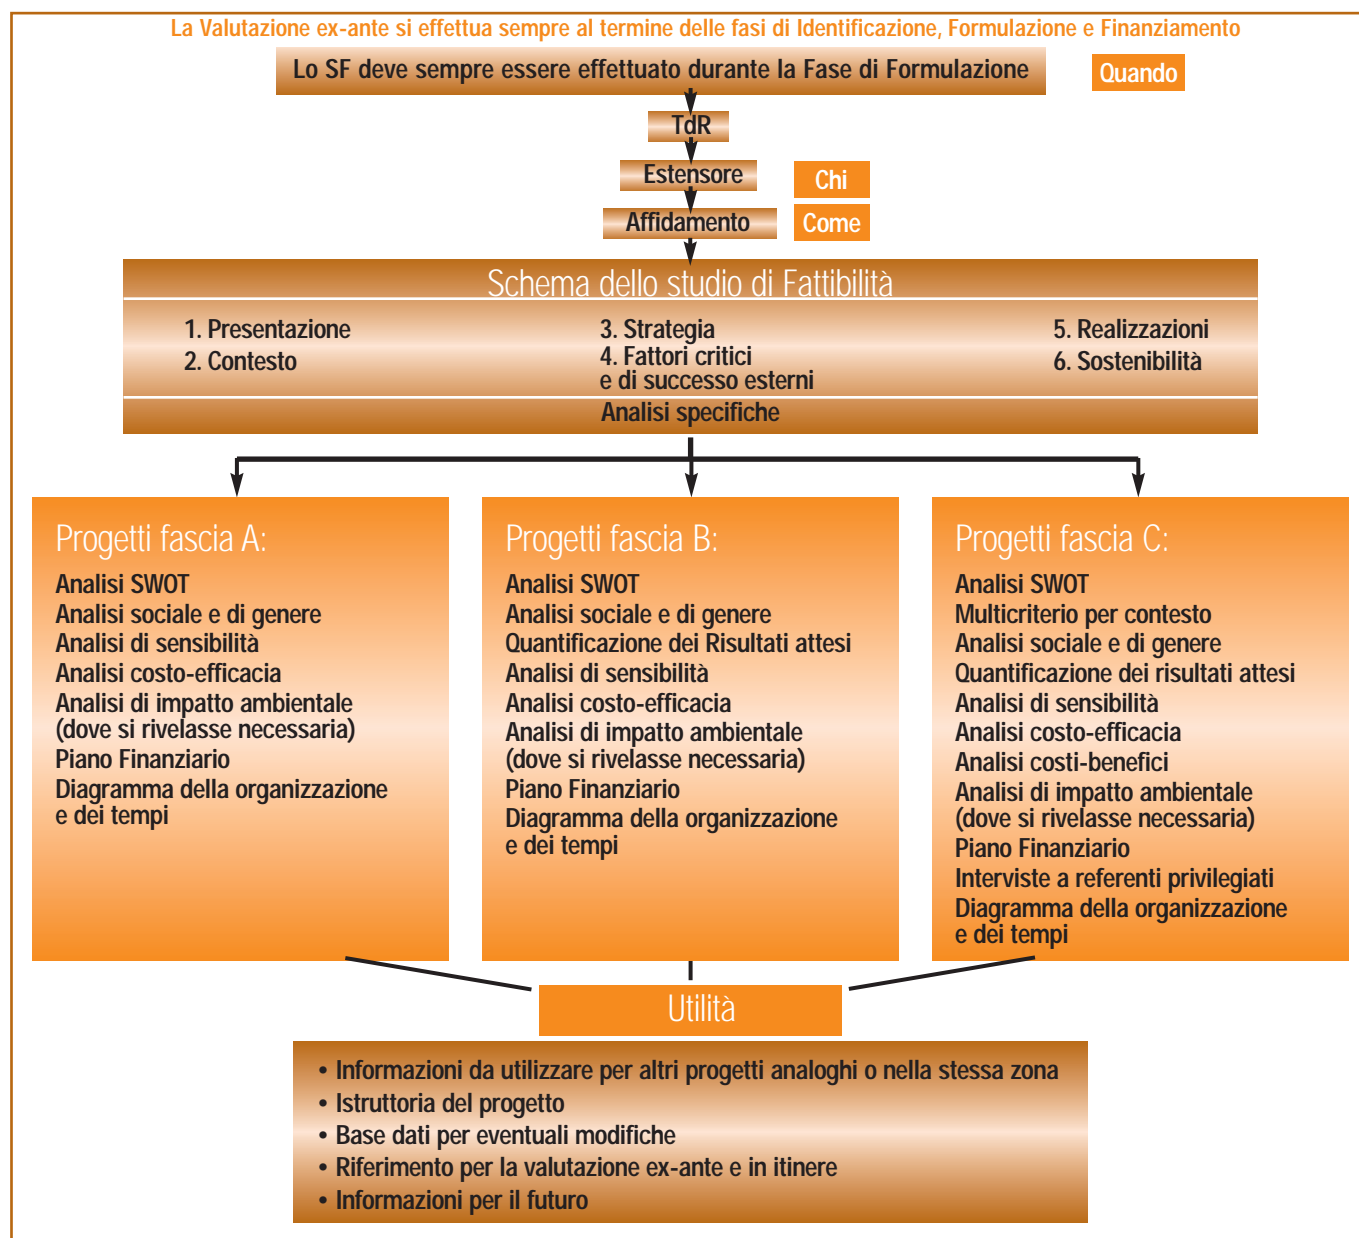 La Valutazione ex-ante si effettua sempre al termine delle fasi di Identificazione, Formulazione e Finanziamento
Lo SF deve sempre essere effettuato durante la Fase di Formulazione
Quando
TdR
Estensore
Chi
Affidamento
Come
Schema dello studio di Fattibilità
1. Presentazione
2. Contesto
3. Strategia
4. Fattori critici
e di successo esterni
5. Realizzazioni
6. Sostenibilità
Analisi specifiche
Progetti fascia A:
Analisi SWOT
Analisi sociale e di genere
Analisi di sensibilità
Analisi costo-efficacia
Analisi di impatto ambientale
(dove si rivelasse necessaria)
Piano Finanziario
Diagramma della organizzazione
e dei tempi
Progetti fascia B:
Analisi SWOT
Analisi sociale e di genere
Quantificazione dei Risultati attesi
Analisi di sensibilità
Analisi costo-efficacia
Analisi di impatto ambientale
(dove si rivelasse necessaria)
Piano Finanziario
Diagramma della organizzazione
e dei tempi
Progetti fascia C:
Analisi SWOT
Multicriterio per contesto
Analisi sociale e di genere
Quantificazione dei risultati attesi
Analisi di sensibilità
Analisi costo-efficacia
Analisi costi-benefici
Analisi di impatto ambientale
(dove si rivelasse necessaria)
Piano Finanziario
Interviste a referenti privilegiati
Diagramma della organizzazione
e dei tempi
Utilità
• Informazioni da utilizzare per altri progetti analoghi o nella stessa zona
• Istruttoria del progetto
• Base dati per eventuali modifiche
• Riferimento per la valutazione ex-ante e in itinere
• Informazioni per il futuro